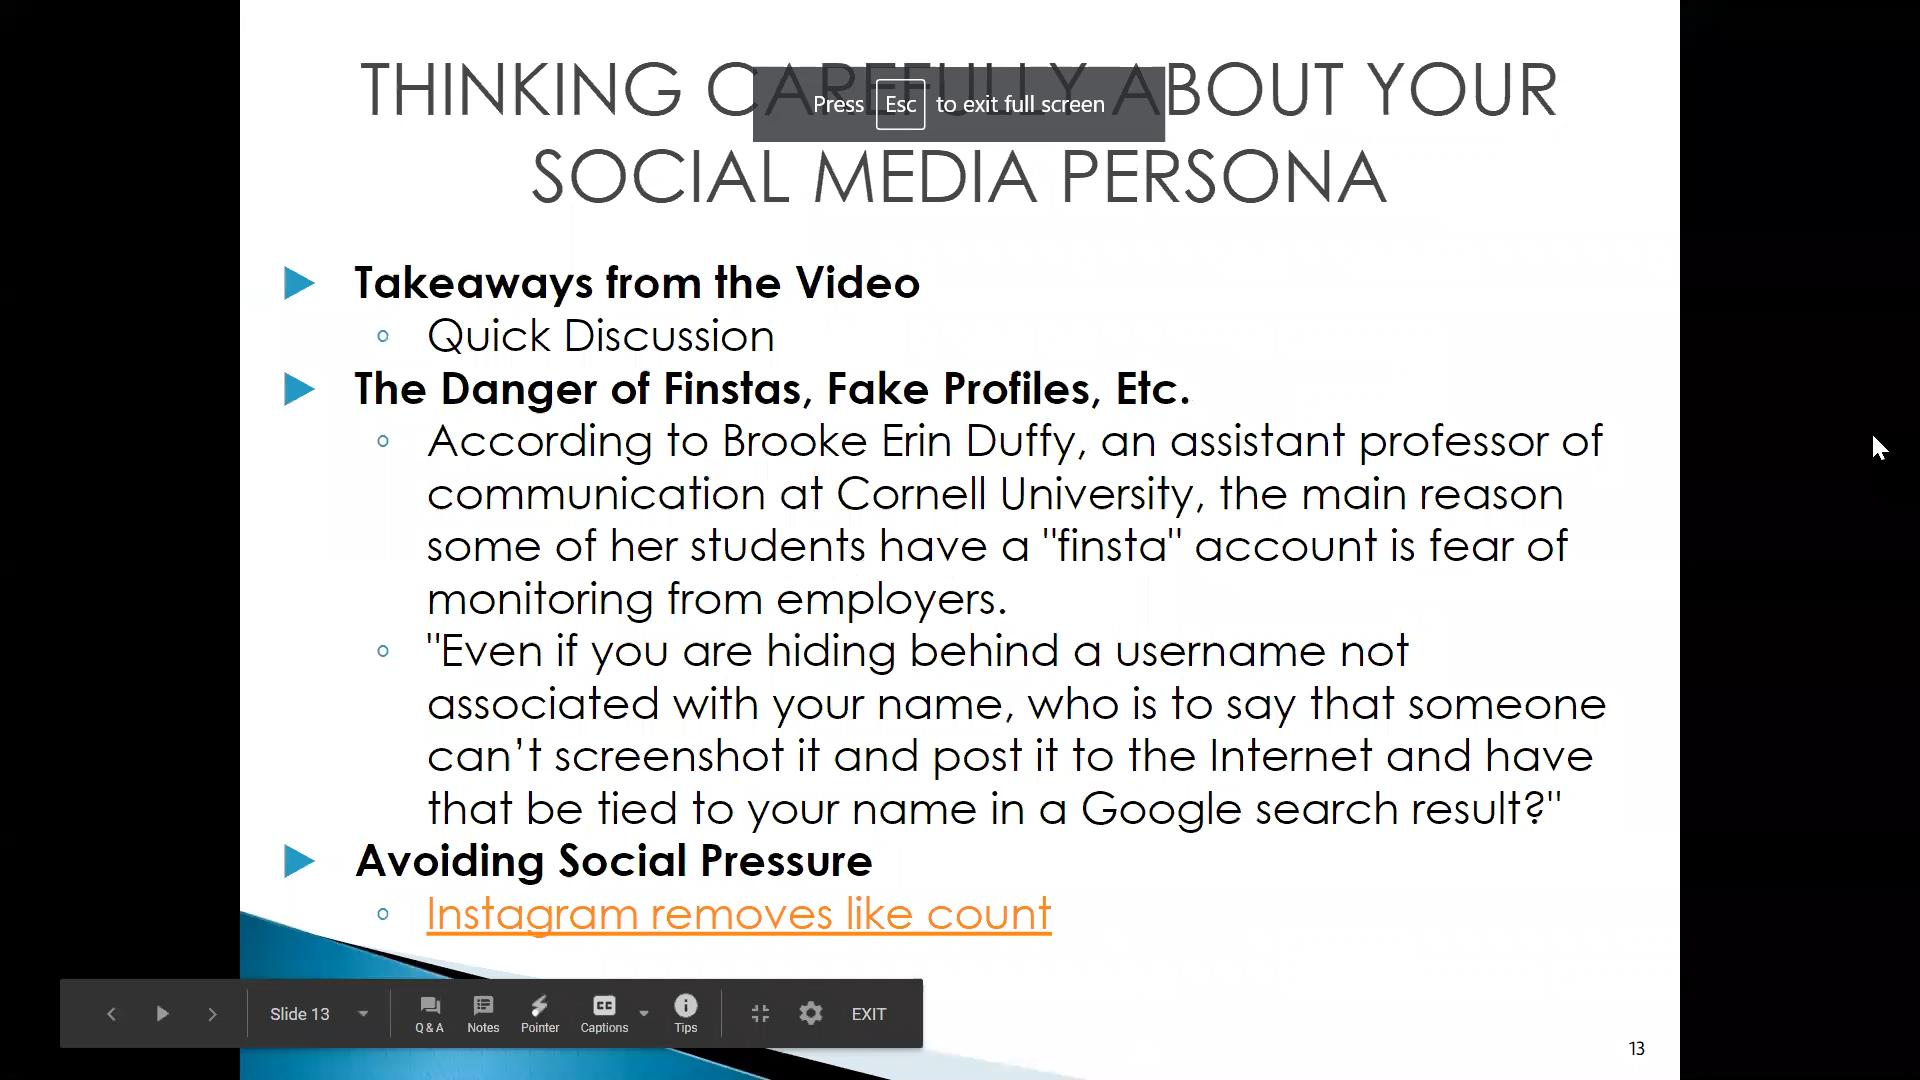 THINKING CAREFULLY ABOUT YOUR
Press Esc to exit full screen
SOCIAL MEDIA PERSONA
Takeaways from the Video
Quick Discussion
The Danger of Finstas, Fake Profiles, Etc.
According to Brooke Erin Duffy, an assistant professor of
communication at Cornell University, the main reason
some of her students have a "finsta" account is fear of
monitoring from employers.
"Even if you are hiding behind a username not
associated with your name, who is to say that someone
can’t screenshot it and post it to the Internet and have
that be tied to your name in a Google search result?"
Avoiding Social Pressure
Instagram removes like count
Slide 13
Q & A
Notes
Pointer
CC
Captions
Tips
EXIT
13